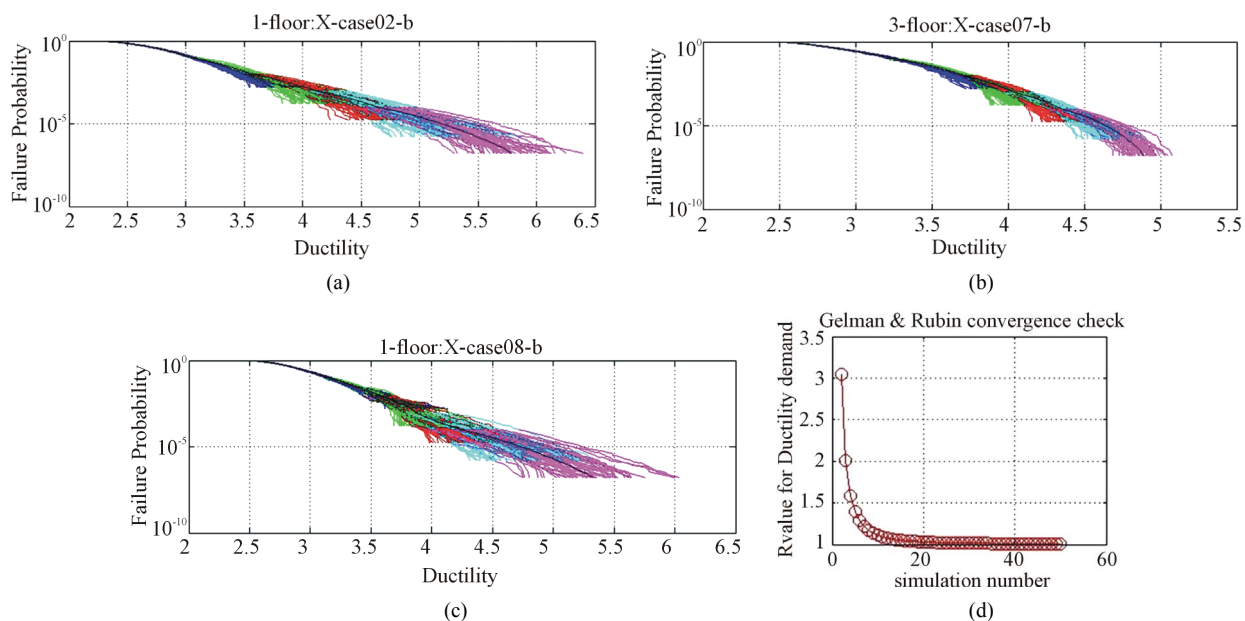 1-floor:X-case02-b
Failure Probability
10^0
10^-5
10^-10
2 2.5 3 3.5 4 4.5 5 5.5 6 6.5
Ductility
(a)
3-floor:X-case07-b
Failure Probability
10^0
10^-5
10^-10
2 2.5 3 3.5 4 4.5 5 5.5
Ductility
(b)
1-floor:X-case08-b
Failure Probability
10^0
10^-5
10^-10
2 2.5 3 3.5 4 4.5 5 5.5 6 6.5
Ductility
(c)
Gelman & Rubin convergence check
Rvalue for Ductility demand
3.5
3
2.5
2
1.5
1
0 20 40 60
simulation number
(d)